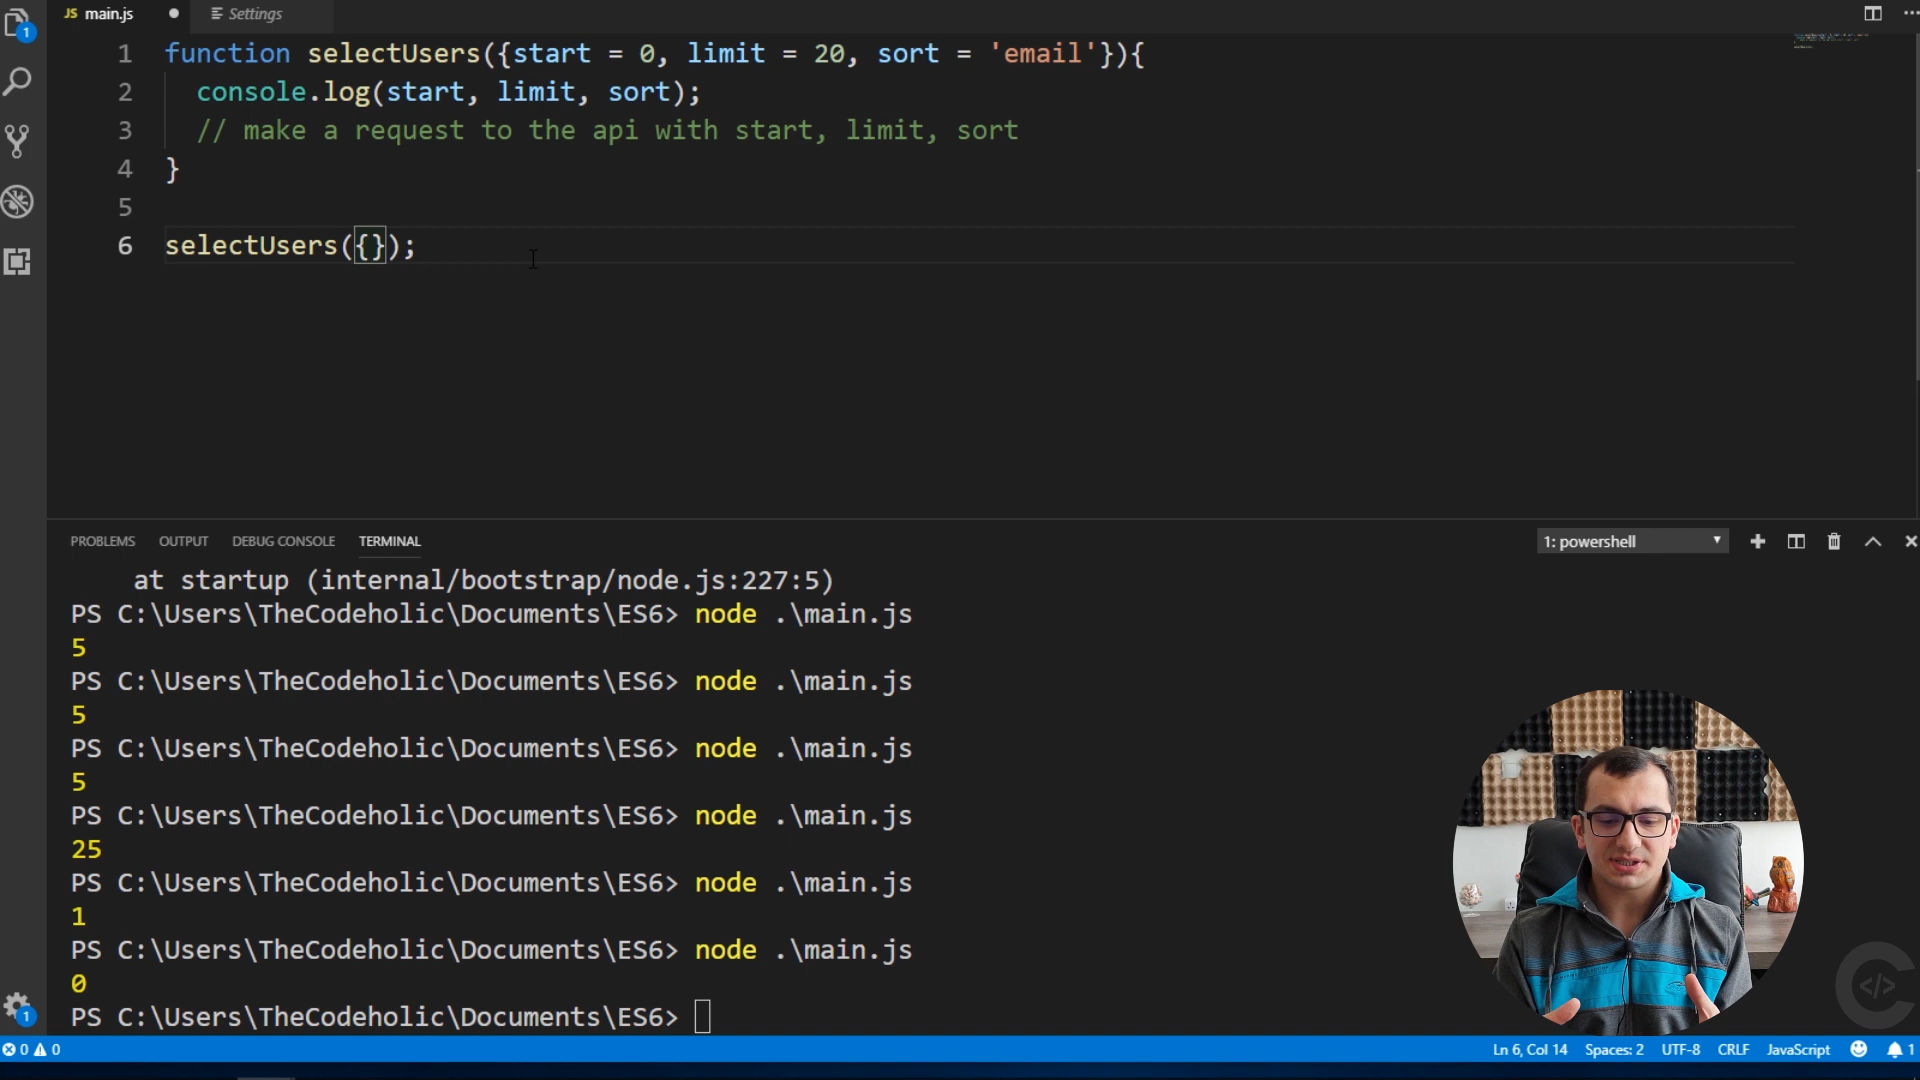 1
JS main.js
Settings
1 function selectUsers({start = 0, limit = 20, sort = 'email'}){
2 console.log(start, limit, sort);
3 // make a request to the api with start, limit, sort
4 }
5
6 selectUsers({});
PROBLEMS OUTPUT DEBUG CONSOLE TERMINAL 1: powershell
at startup (internal/bootstrap/node.js:227:5)
PS C:\Users\TheCodeholic\Documents\ES6> node .\main.js
5
PS C:\Users\TheCodeholic\Documents\ES6> node .\main.js
5
PS C:\Users\TheCodeholic\Documents\ES6> node .\main.js
5
PS C:\Users\TheCodeholic\Documents\ES6> node .\main.js
25
PS C:\Users\TheCodeholic\Documents\ES6> node .\main.js
1
PS C:\Users\TheCodeholic\Documents\ES6> node .\main.js
0
PS C:\Users\TheCodeholic\Documents\ES6>
1
0 0 Ln 6, Col 14 Spaces: 2 UTF-8 CRLF JavaScript 1